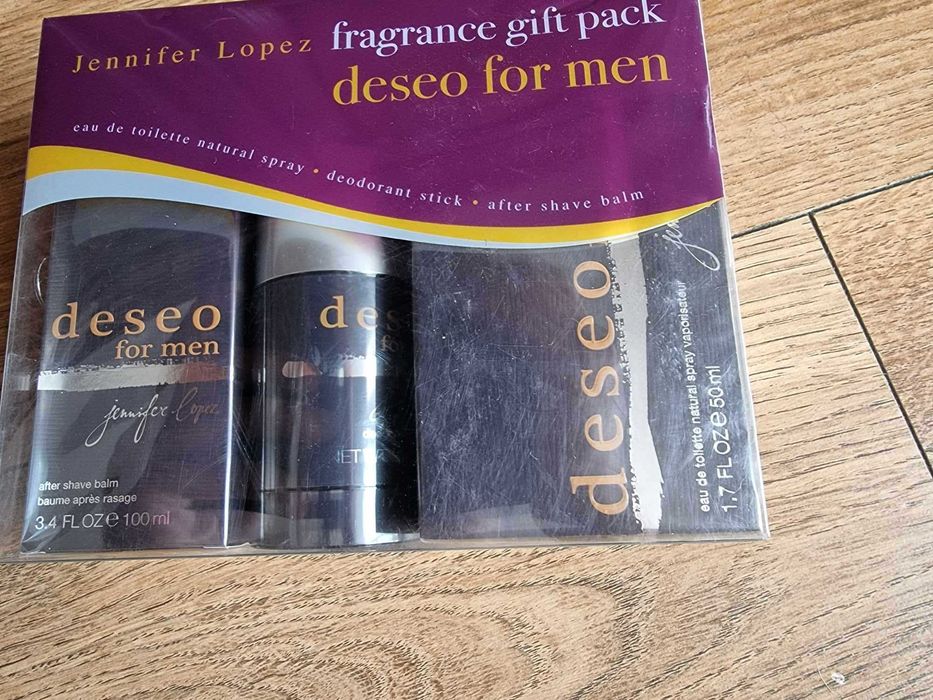 Jennifer Lopez fragrance gift pack
deseo for men
eau de toilette natural spray • deodorant stick • after shave balm
deseo
for men
jennifer lopez
after shave balm
baume après rasage
3.4 FL OZ ℮ 100 ml
des
for
deseo
eau de toilette natural spray vaporisateur
1.7 FL OZ ℮ 50 ml